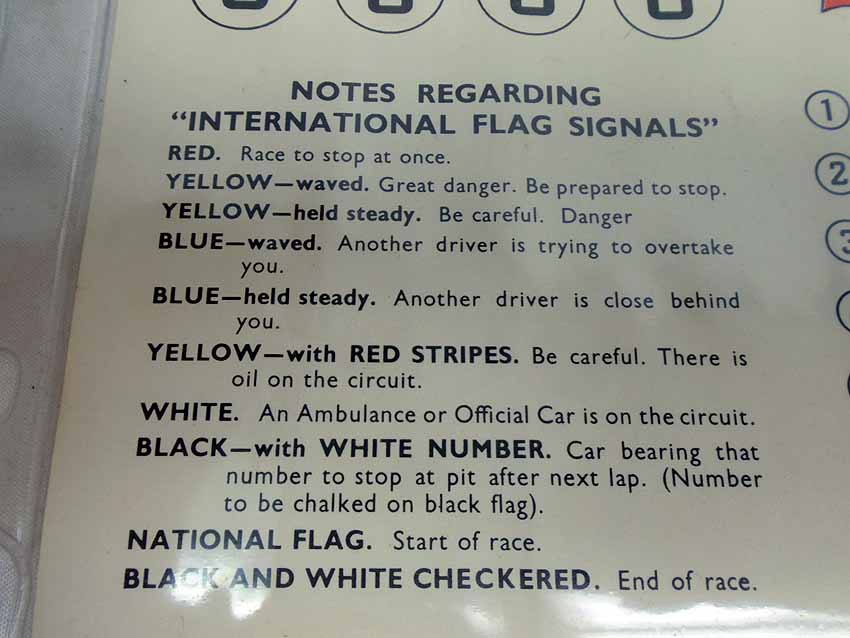 NOTES REGARDING
"INTERNATIONAL FLAG SIGNALS"
RED. Race to stop at once.
YELLOW—waved. Great danger. Be prepared to stop.
YELLOW—held steady. Be careful. Danger
BLUE—waved. Another driver is trying to overtake
you.
BLUE—held steady. Another driver is close behind
you.
YELLOW—with RED STRIPES. Be careful. There is
oil on the circuit.
WHITE. An Ambulance or Official Car is on the circuit.
BLACK—with WHITE NUMBER. Car bearing that
number to stop at pit after next lap. (Number
to be chalked on black flag).
NATIONAL FLAG. Start of race.
BLACK AND WHITE CHECKERED. End of race.
1
2
3